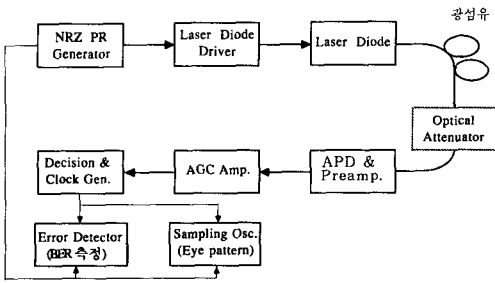 광섬유
NRZ PR
Generator
Laser Diode
Driver
Laser Diode
Optical
Attenuator
Decision &
Clock Gen.
AGC Amp.
APD &
Preamp.
Error Detector
(BER 측정)
Sampling Osc.
(Eye pattern)